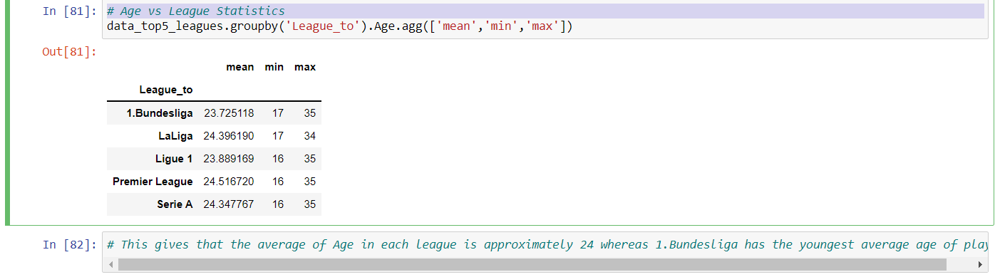 In [81]: # Age vs League Statistics
data_top5_leagues.groupby('League_to').Age.agg(['mean','min','max'])
Out[81]:
mean min max
League_to
1.Bundesliga 23.725118 17 35
LaLiga 24.396190 17 34
Ligue 1 23.889169 16 35
Premier League 24.516720 16 35
Serie A 24.347767 16 35
In [82]: # This gives that the average of Age in each league is approximately 24 whereas 1.Bundesliga has the youngest average age of play